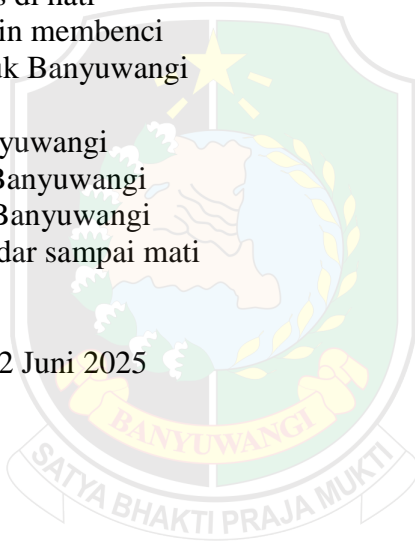 di hati
in membenci
uk Banyuwangi
yuwangi
Banyuwangi
Banyuwangi
dar sampai mati
2 Juni 2025
BANYUWANGI
SATYA BHAKTI PRAJA MUKTI